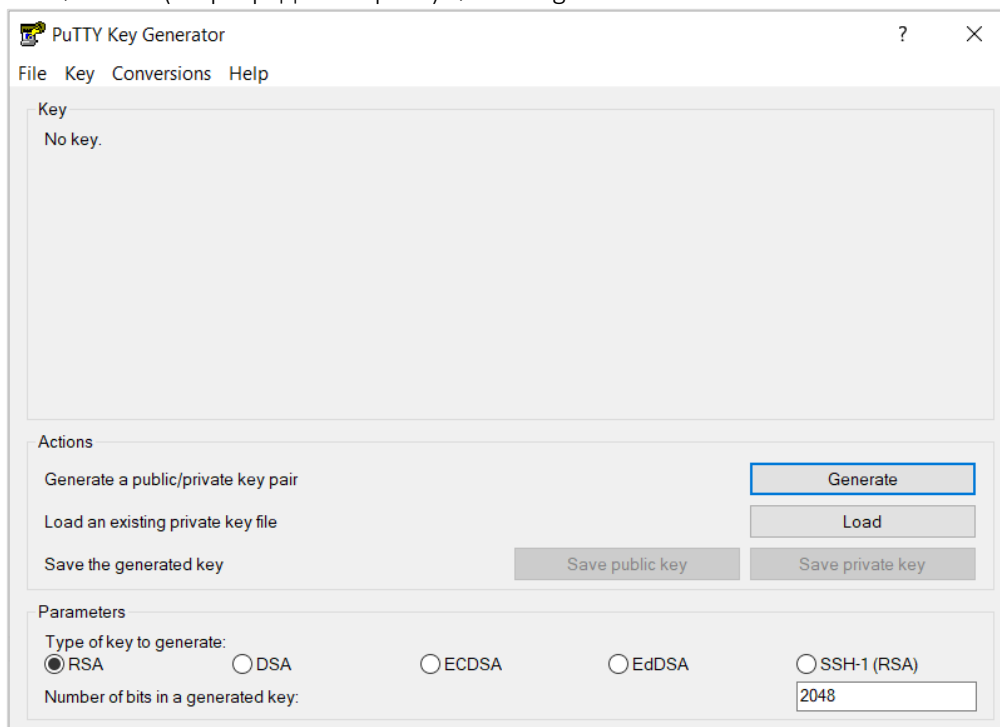 PuTTY Key Generator ?
File Key Conversions Help
Key
No key.
Actions
Generate a public/private key pair Generate
Load an existing private key file Load
Save the generated key Save public key Save private key
Parameters
Type of key to generate:
RSA DSA ECDSA EdDSA SSH-1 (RSA)
Number of bits in a generated key: 2048